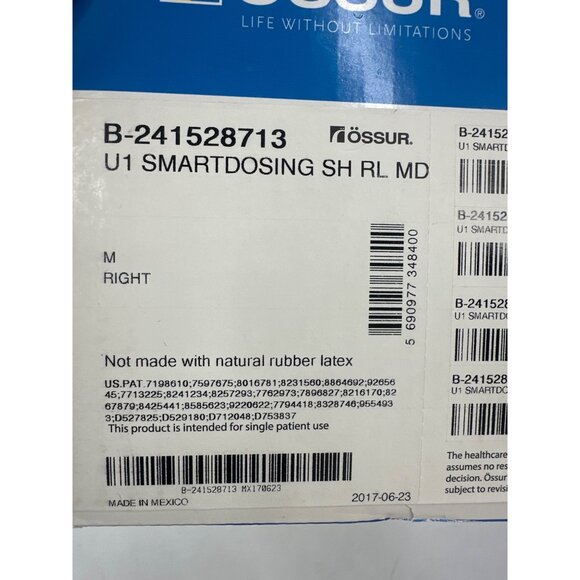 ÖSSUR®
LIFE WITHOUT LIMITATIONS
B-241528713
ÖSSUR.
U1 SMARTDOSING SH RL MD
M
RIGHT
5 690977 348400
Not made with natural rubber latex
US.PAT.7198610;7597675;8016781;8231560;8864692;92656
45;7713225;8241234;8257293;7762973;7896827;8216170;82
67879;8425441;8585623;9220622;7794418;8328746;955493
3;D527825;D529180;D712048;D753837
This product is intended for single patient use
B-241528713 MX170623
MADE IN MEXICO
2017-06-23
B-24152
U1 SMARTD
B-24152
U1 SMARTD
B-241528
U1 SMARTDO
B-241528
U1 SMARTDO
The healthcare
assumes no res
decision. Össur
subject to revis